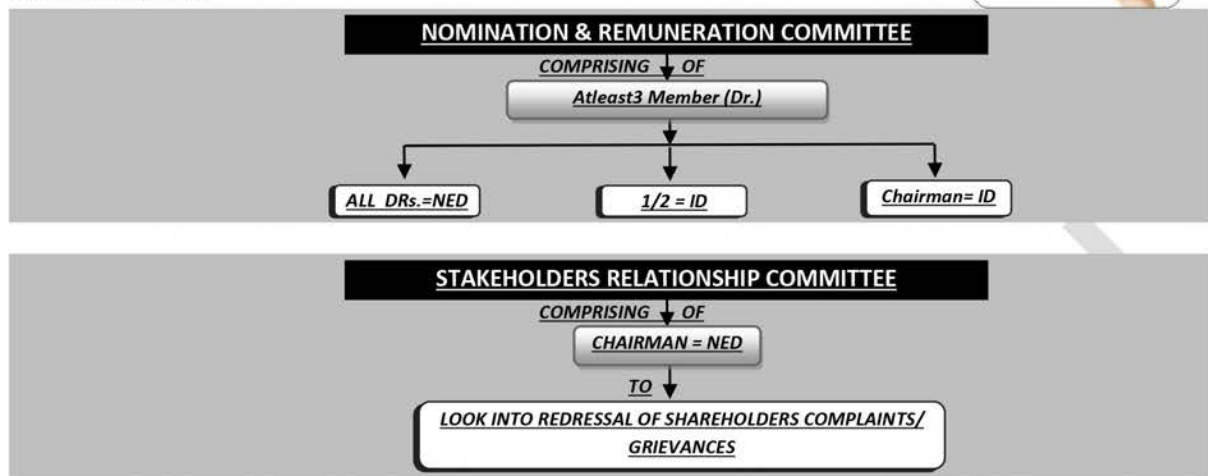 NOMINATION & REMUNERATION COMMITTEE
COMPRISING OF
Atleast3 Member (Dr.)
ALL DRs.=NED
1/2 = ID
Chairman= ID
STAKEHOLDERS RELATIONSHIP COMMITTEE
COMPRISING OF
CHAIRMAN = NED
TO
LOOK INTO REDRESSAL OF SHAREHOLDERS COMPLAINTS/
GRIEVANCES